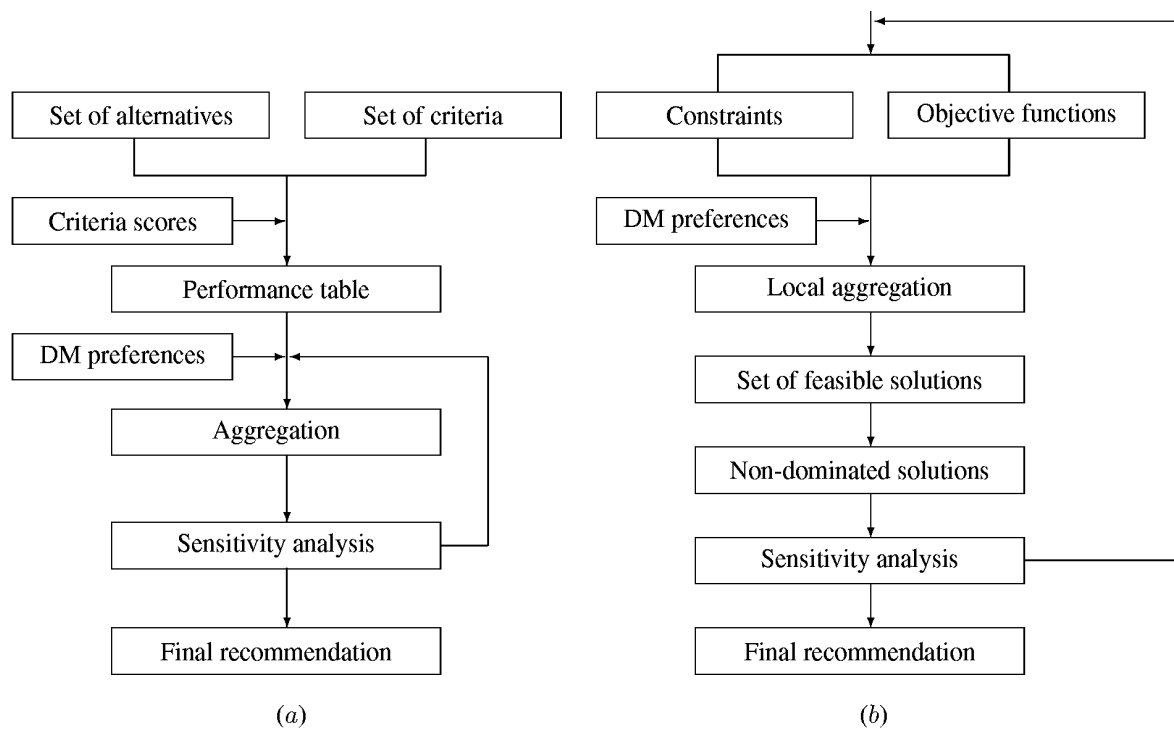 Set of alternatives
Set of criteria
Criteria scores
Performance table
DM preferences
Aggregation
Sensitivity analysis
Final recommendation
(a)
Constraints
Objective functions
DM preferences
Local aggregation
Set of feasible solutions
Non-dominated solutions
Sensitivity analysis
Final recommendation
(b)